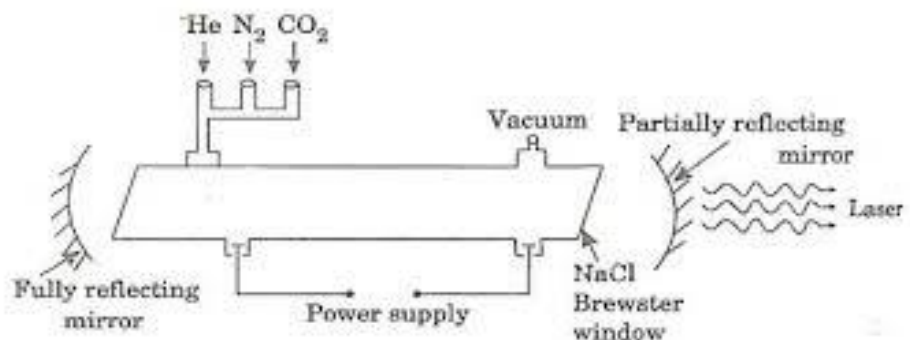 He N₂ CO₂
Vacuum
Partially reflecting
mirror
Laser
Fully reflecting
mirror
Power supply
NaCl
Brewster
window